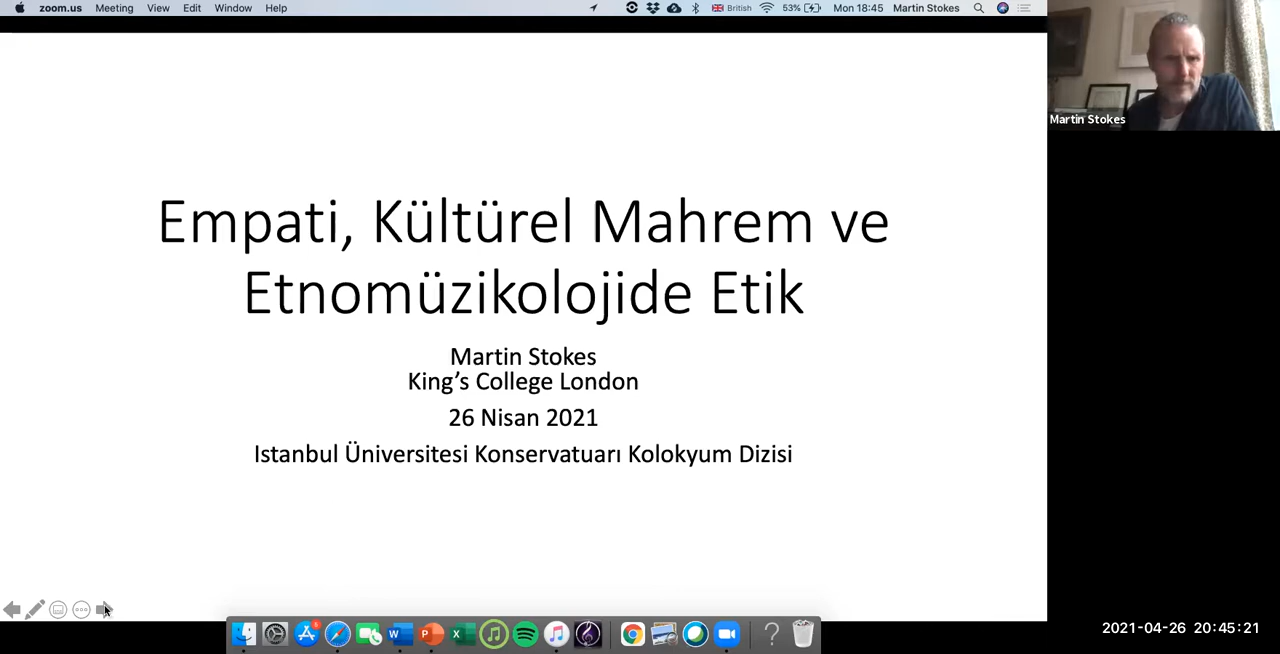 zoom.us Meeting View Edit Window Help British 53% Mon 18:45 Martin Stokes
Martin Stokes
Empati, Kültürel Mahrem ve
Etnomüzikolojide Etik
Martin Stokes
King's College London
26 Nisan 2021
Istanbul Üniversitesi Konservatuarı Kolokyum Dizisi
2021-04-26 20:45:21